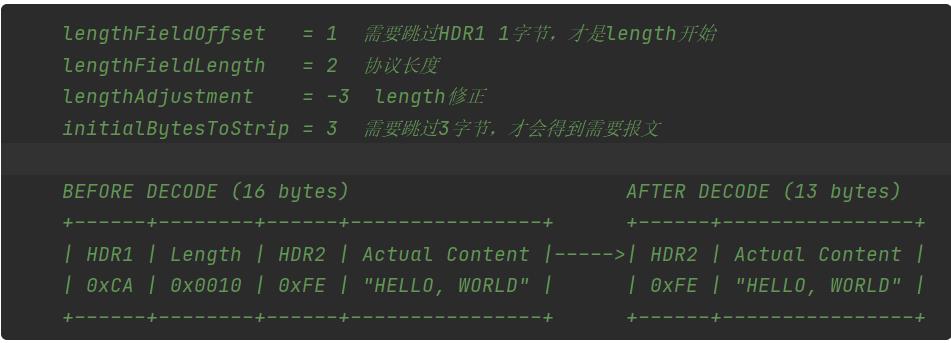 lengthFieldOffset   = 1  需要跳过HDR1 1字节，才是length开始
lengthFieldLength   = 2  协议长度
lengthAdjustment    = -3  length修正
initialBytesToStrip = 3  需要跳过3字节，才会得到需要报文
BEFORE DECODE (16 bytes)                       AFTER DECODE (13 bytes)
+------+--------+------+----------------+      +------+----------------+
| HDR1 | Length | HDR2 | Actual Content |----->| HDR2 | Actual Content |
| 0xCA | 0x0010 | 0xFE | "HELLO, WORLD" |      | 0xFE | "HELLO, WORLD" |
+------+--------+------+----------------+      +------+----------------+